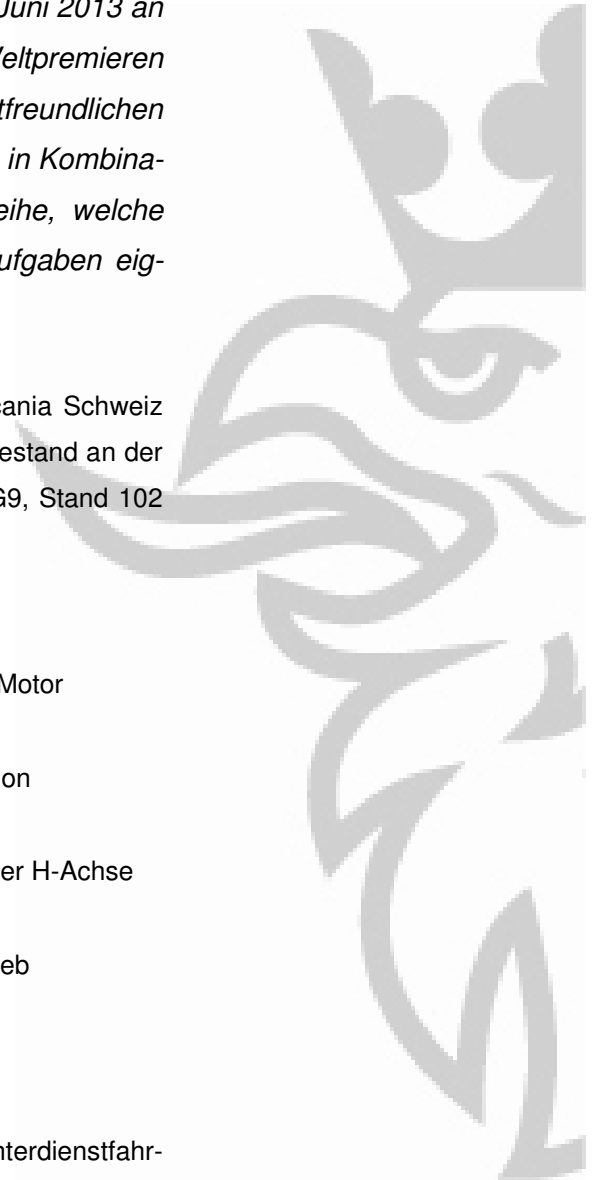 Juni 2013 an
Weltpremieren
tfreundlichen
in Kombina-
eihe, welche
ufgaben eig-
cania Schweiz
estand an der
G9, Stand 102
Motor
on
er H-Achse
eb
nterdienstfahr-